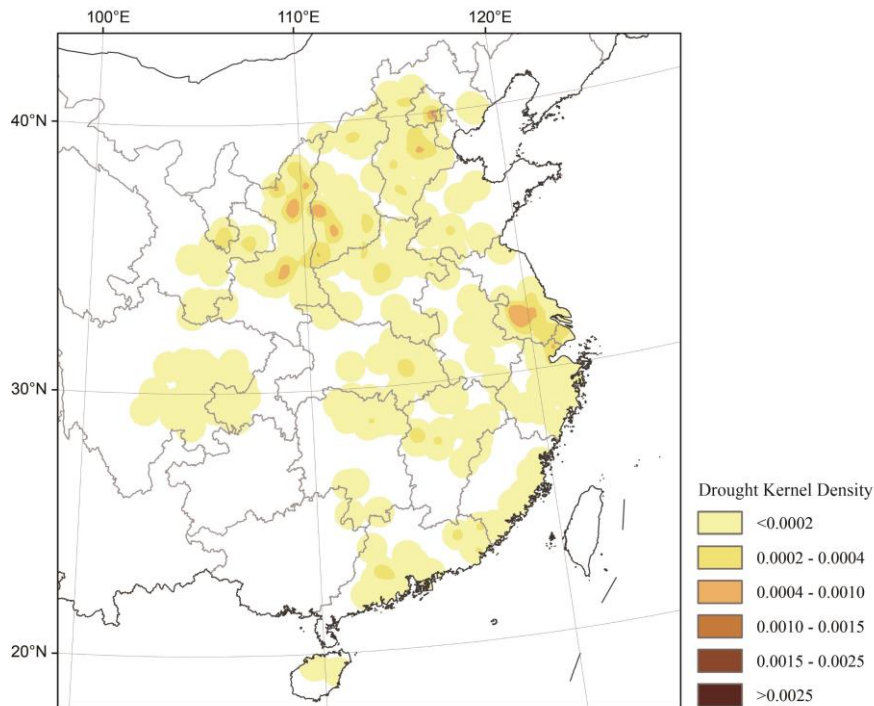 100°E 110°E 120°E
40°N
30°N
20°N
Drought Kernel Density
<0.0002
0.0002 - 0.0004
0.0004 - 0.0010
0.0010 - 0.0015
0.0015 - 0.0025
>0.0025